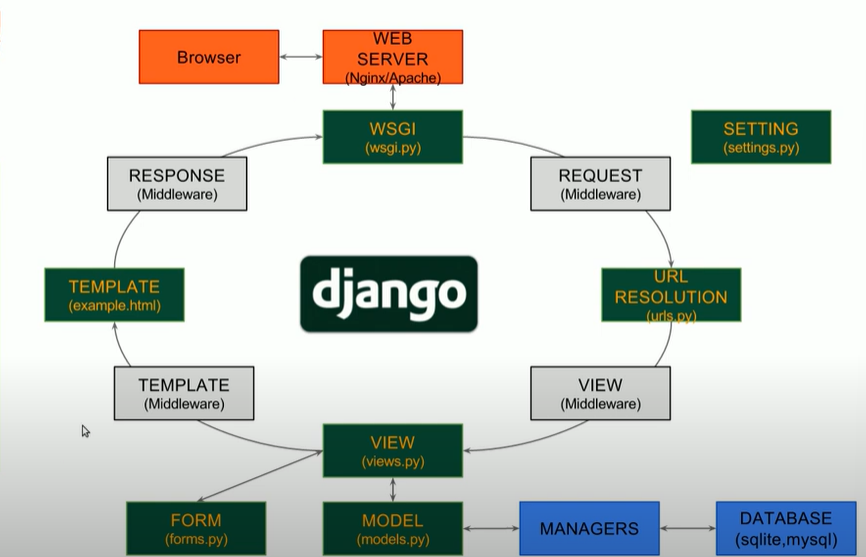 Browser
WEB
SERVER
(Nginx/Apache)
WSGI
(wsgi.py)
SETTING
(settings.py)
RESPONSE
(Middleware)
REQUEST
(Middleware)
TEMPLATE
(example.html)
django
URL
RESOLUTION
(urls.py)
TEMPLATE
(Middleware)
VIEW
(Middleware)
VIEW
(views.py)
FORM
(forms.py)
MODEL
(models.py)
MANAGERS
DATABASE
(sqlite,mysql)